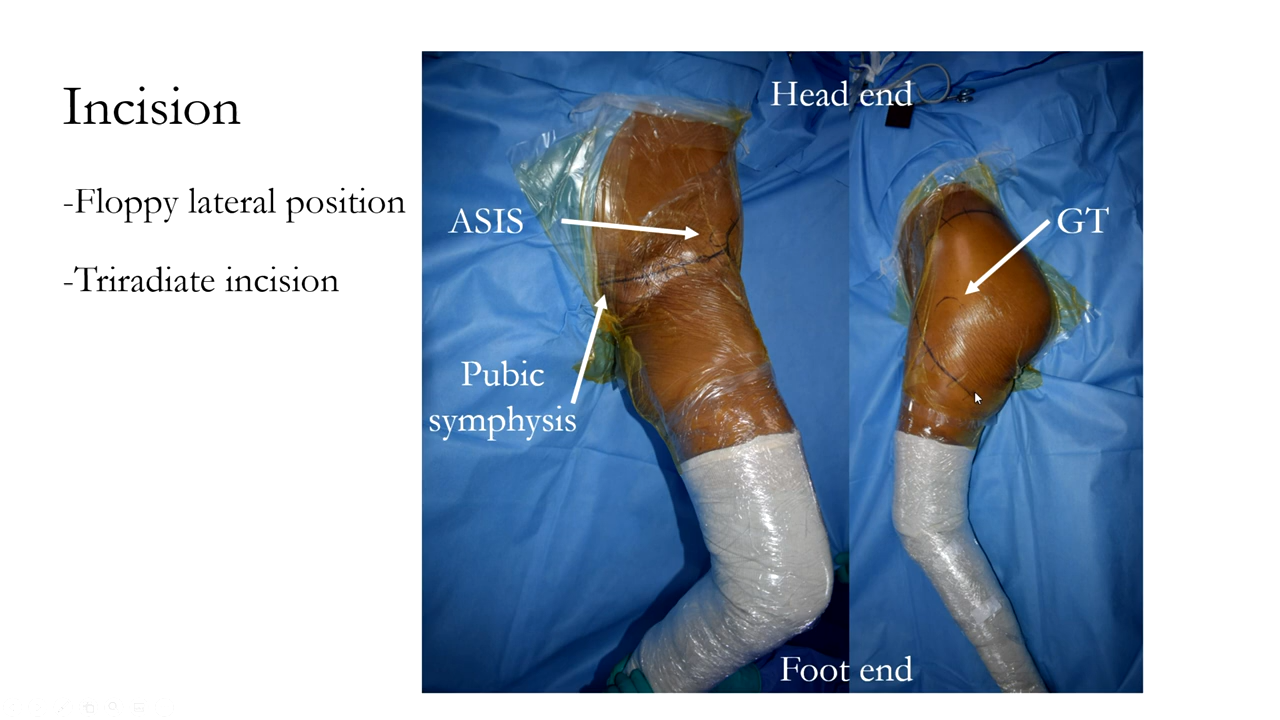 Incision
-Floppy lateral position
-Triradiate incision
Head end
ASIS
GT
Pubic
symphysis
Foot end